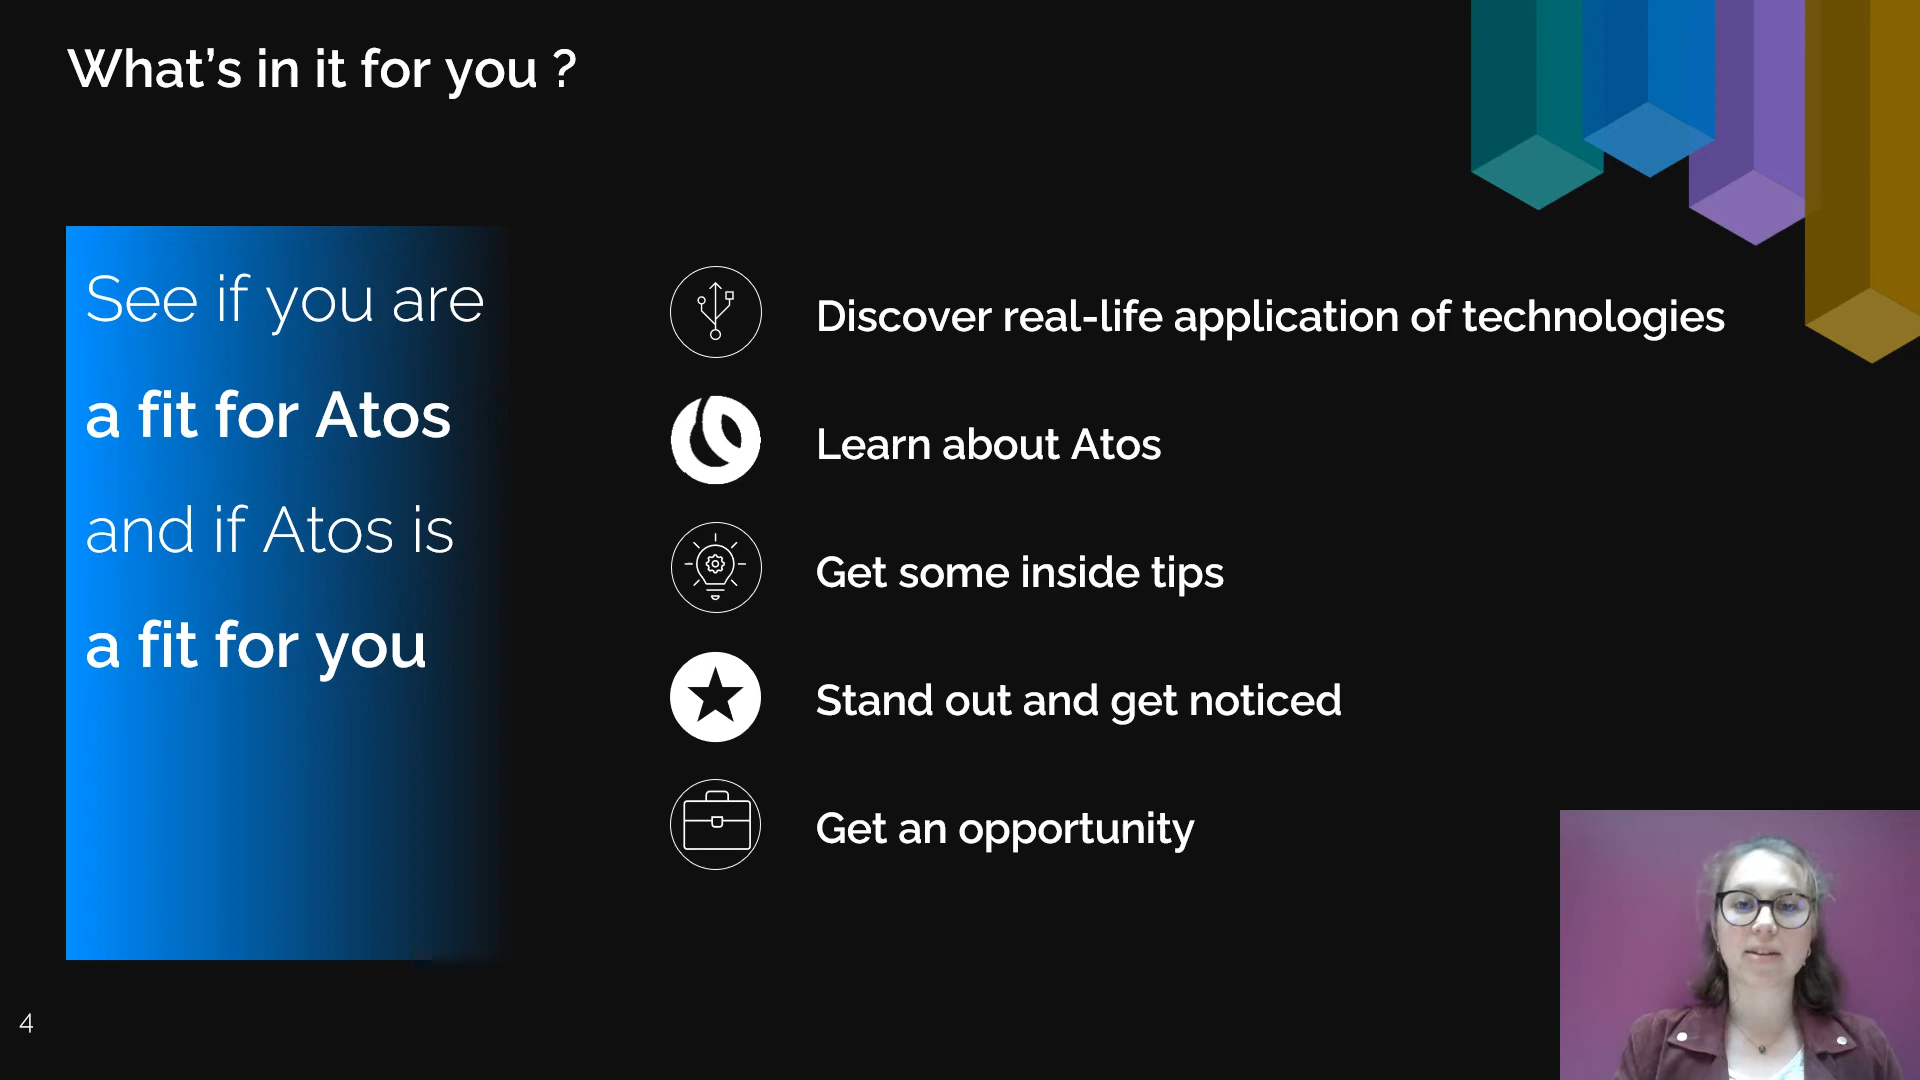 What’s in it for you ?
See if you are
a fit for Atos
and if Atos is
a fit for you
Discover real-life application of technologies
Learn about Atos
Get some inside tips
Stand out and get noticed
Get an opportunity
4